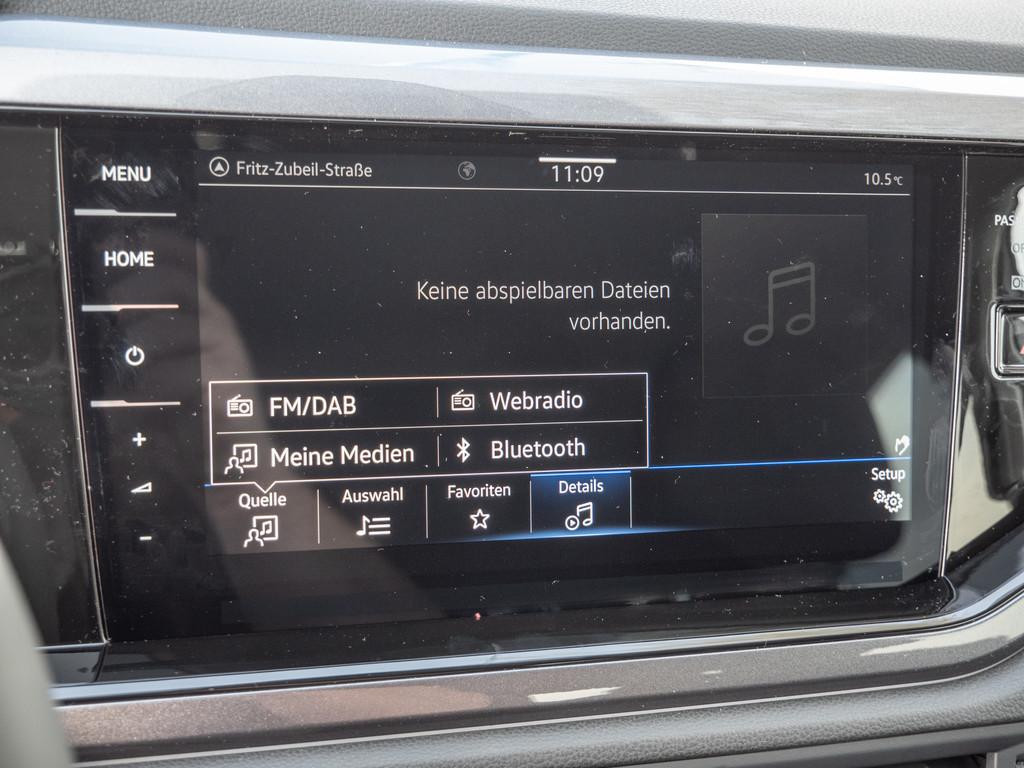 MENU
Fritz-Zubeil-Straße
11:09
10.5°C
HOME
PAS
Keine abspielbaren Dateien
vorhanden.
FM/DAB
Webradio
Meine Medien
Bluetooth
Quelle
Auswahl
Favoriten
Details
Setup
+
-